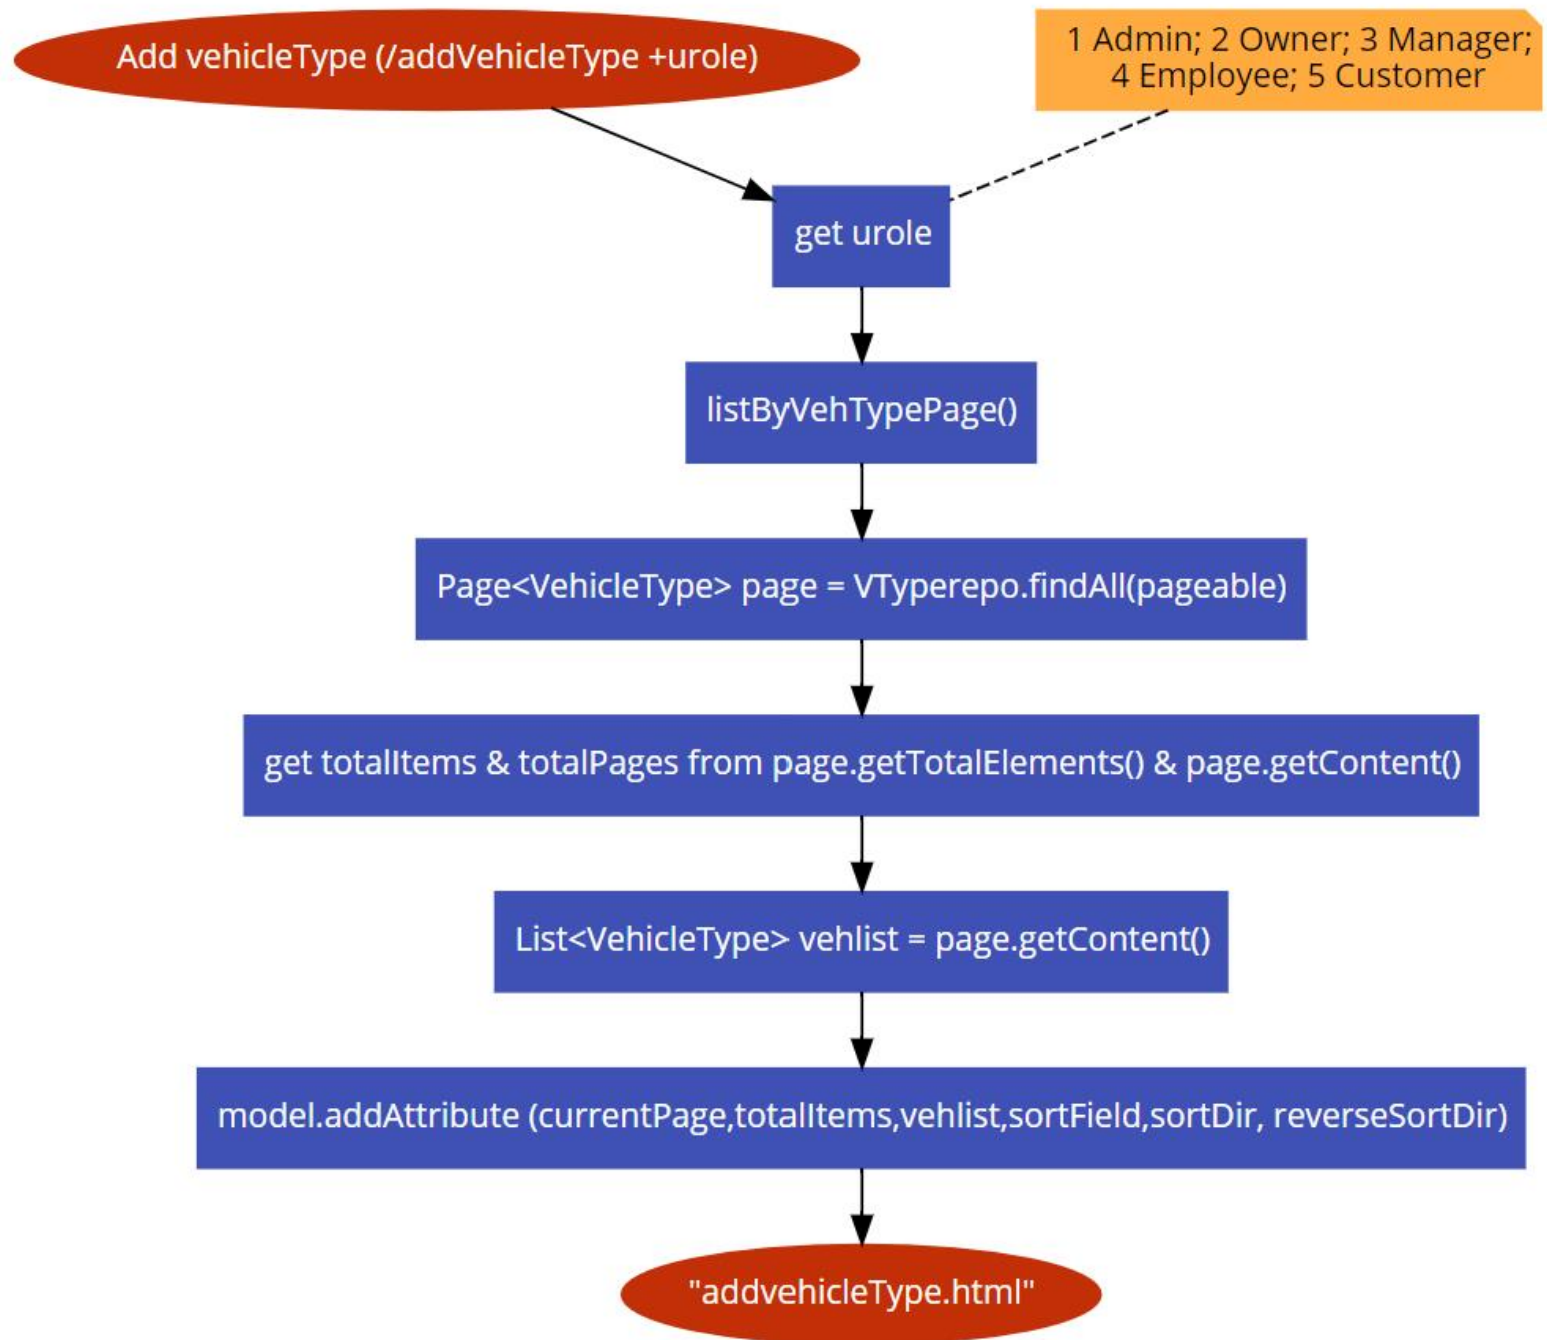 Add vehicleType (/addVehicleType +urole)
1 Admin; 2 Owner; 3 Manager;
4 Employee; 5 Customer
get urole
listByVehTypePage()
Page<VehicleType> page = VTyperepo.findAll(pageable)
get totalItems & totalPages from page.getTotalElements() & page.getContent()
List<VehicleType> vehlist = page.getContent()
model.addAttribute (currentPage,totalItems,vehlist,sortField,sortDir, reverseSortDir)
"addvehicleType.html"